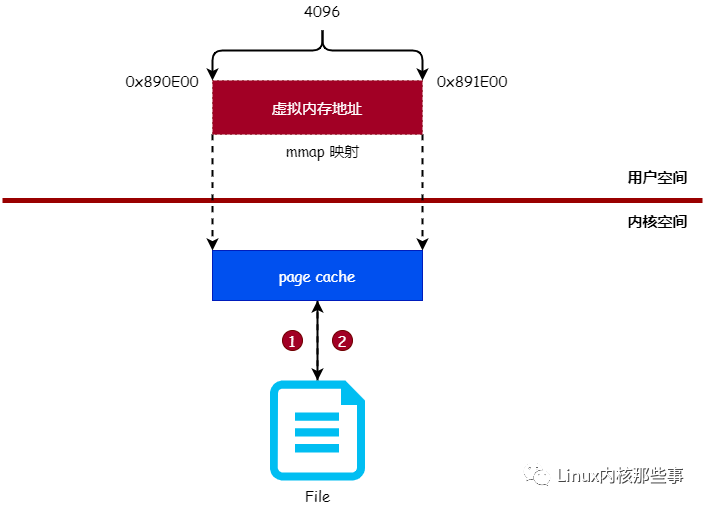 4096
0x890E00
0x891E00
虚拟内存地址
mmap 映射
用户空间
内核空间
page cache
1
2
File
Linux内核那些事